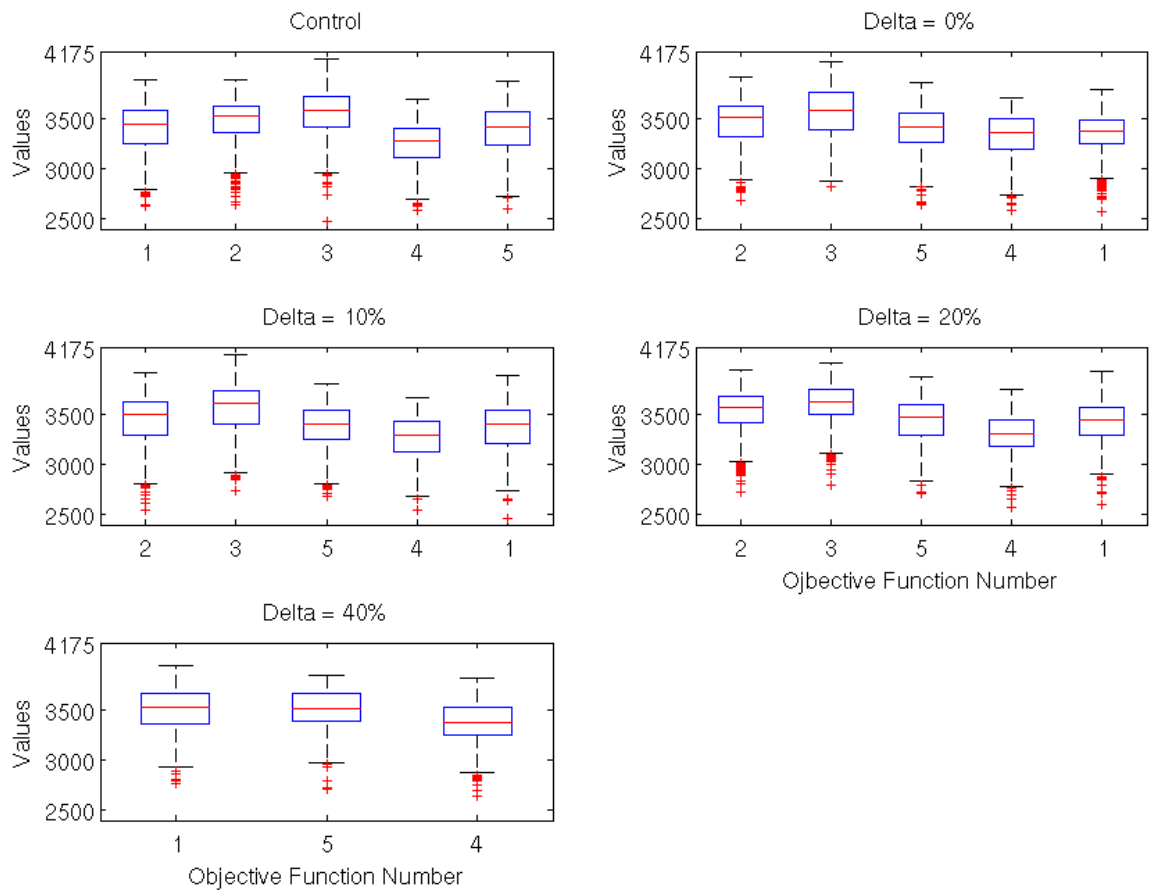 Control
4175
3500
3000
2500
Values
1 2 3 4 5
Delta = 0%
4175
3500
3000
2500
Values
2 3 5 4 1
Delta = 10%
4175
3500
3000
2500
Values
2 3 5 4 1
Delta = 20%
4175
3500
3000
2500
Values
2 3 5 4 1
Ojbective Function Number
Delta = 40%
4175
3500
3000
2500
Values
1 5 4
Objective Function Number